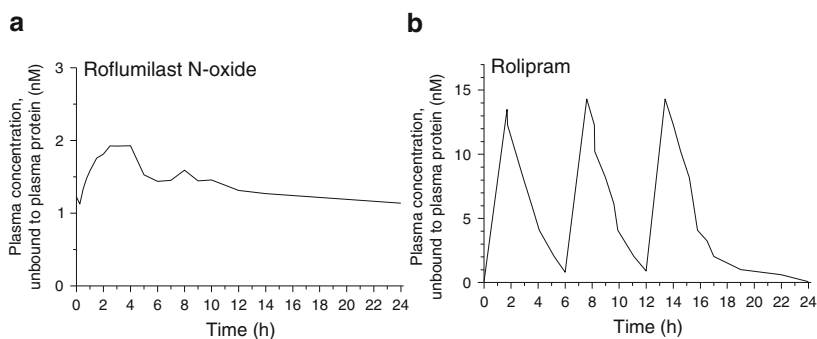 a
Roflumilast N-oxide
Plasma concentration,
unbound to plasma protein (nM)
3
2
1
0
0 2 4 6 8 10 12 14 16 18 20 22 24
Time (h)
b
Rolipram
Plasma concentration,
unbound to plasma protein (nM)
15
10
5
0
0 2 4 6 8 10 12 14 16 18 20 22 24
Time (h)